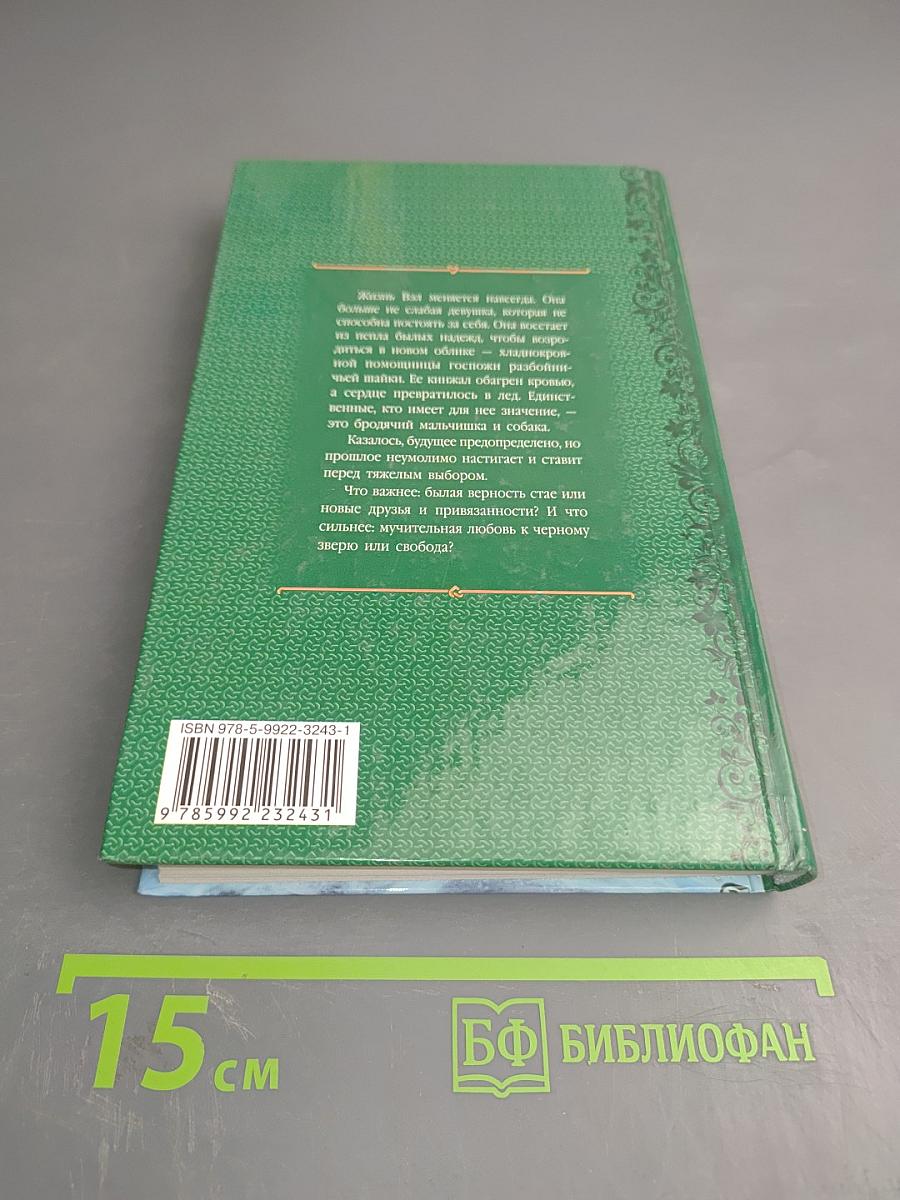 Жизнь Вэл меняется навсегда. Она
больше не слабая девушка, которая не
способна постоять за себя. Она восстает
из пепла былых надежд, чтобы возро-
диться в новом облике — хладнокров-
ной помощницы госпожи разбойни-
чьей шайки. Ее кинжал обагрен кровью,
а сердце превратилось в лед. Единст-
венные, кто имеет для нее значение, —
это бродячий мальчишка и собака.
Казалось, будущее предопределено, но
прошлое неумолимо настигает и ставит
перед тяжелым выбором.
Что важнее: былая верность стае или
новые друзья и привязанности? И что
сильнее: мучительная любовь к черному
зверю или свобода?
ISBN 978-5-9922-3243-1
9 785992 232431
15 см
БФ БИБЛИОФАН